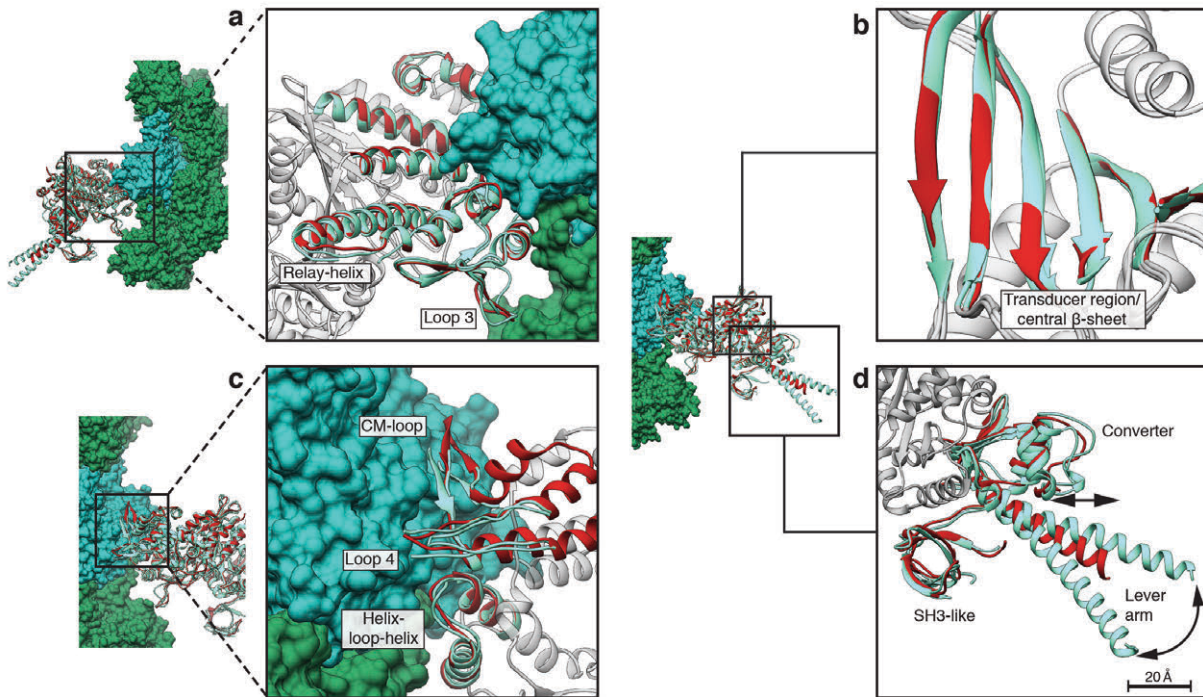 a
Relay-helix
Loop 3
b
Transducer region/
central β-sheet
c
CM-loop
Loop 4
Helix-
loop-helix
d
Converter
SH3-like
Lever
arm
20 Å